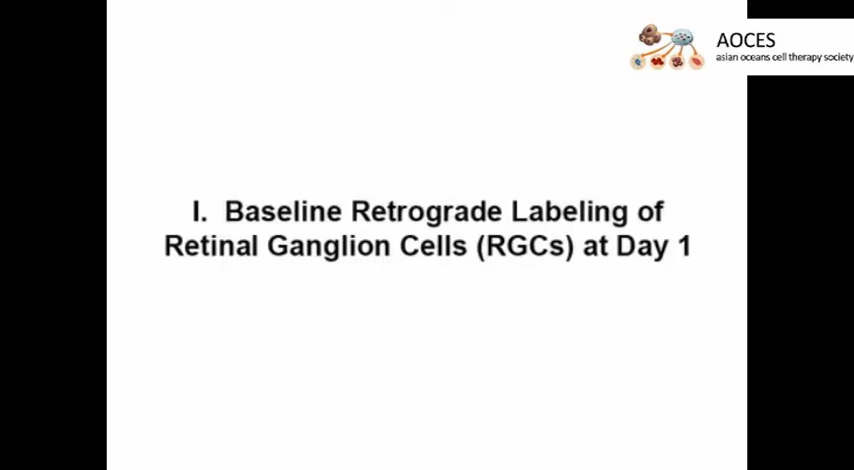 AOCES
asian oceans cell therapy society
I. Baseline Retrograde Labeling of
Retinal Ganglion Cells (RGCs) at Day 1